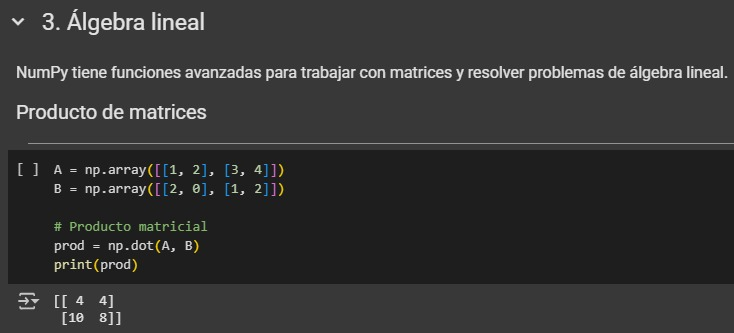 3. Álgebra lineal
NumPy tiene funciones avanzadas para trabajar con matrices y resolver problemas de álgebra lineal.
Producto de matrices
[ ] A = np.array([[1, 2], [3, 4]])
B = np.array([[2, 0], [1, 2]])
# Producto matricial
prod = np.dot(A, B)
print(prod)
[[ 4  4]
 [10  8]]